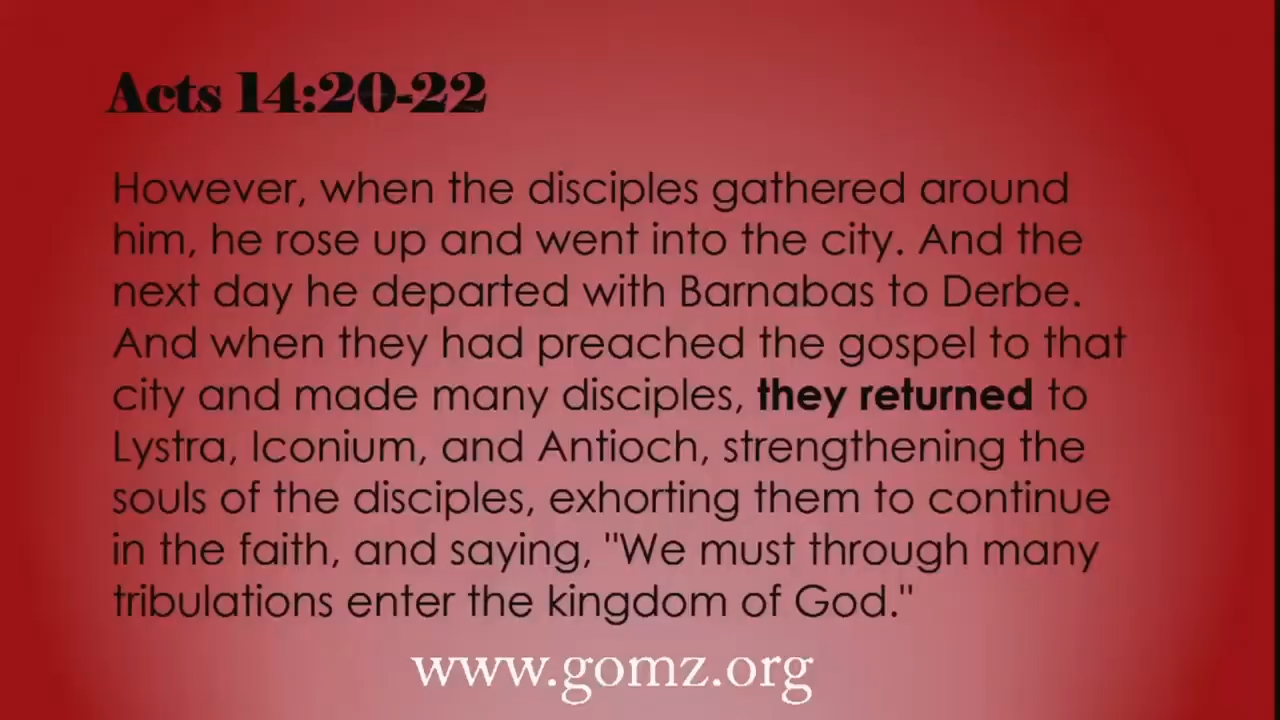 Acts 14:20-22
However, when the disciples gathered around
him, he rose up and went into the city. And the
next day he departed with Barnabas to Derbe.
And when they had preached the gospel to that
city and made many disciples, they returned to
Lystra, Iconium, and Antioch, strengthening the
souls of the disciples, exhorting them to continue
in the faith, and saying, "We must through many
tribulations enter the kingdom of God."
www.gomz.org